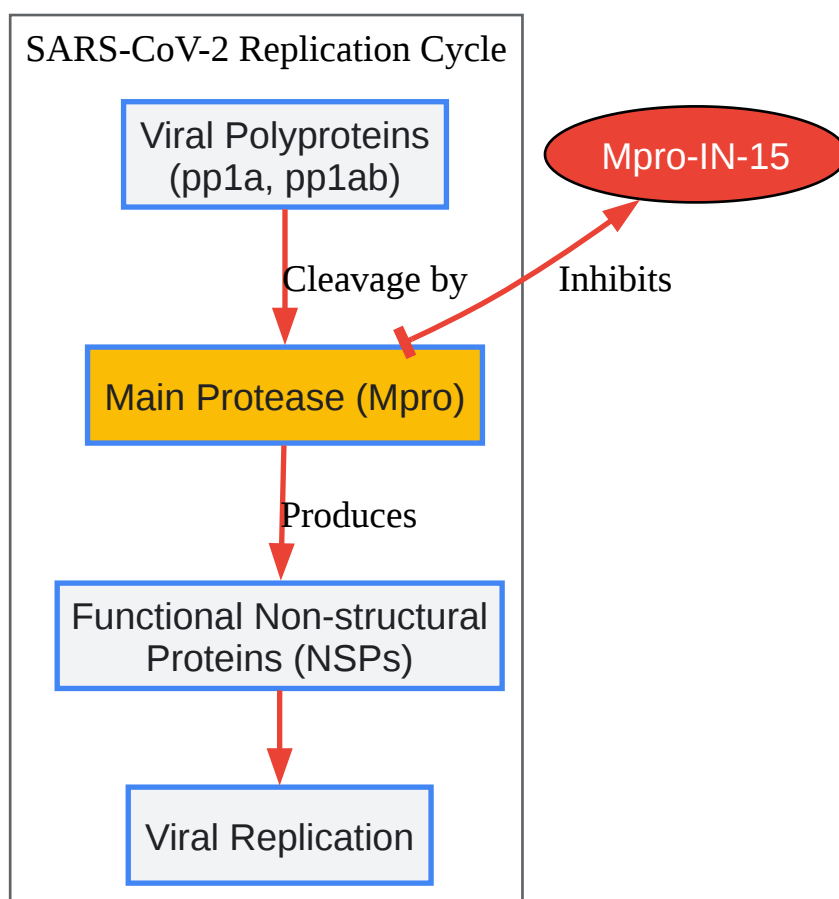 SARS-CoV-2 Replication Cycle
Viral Polyproteins
(pp1a, pp1ab)
Mpro-IN-15
Cleavage by
Inhibits
Main Protease (Mpro)
Produces
Functional Non-structural
Proteins (NSPs)
Viral Replication